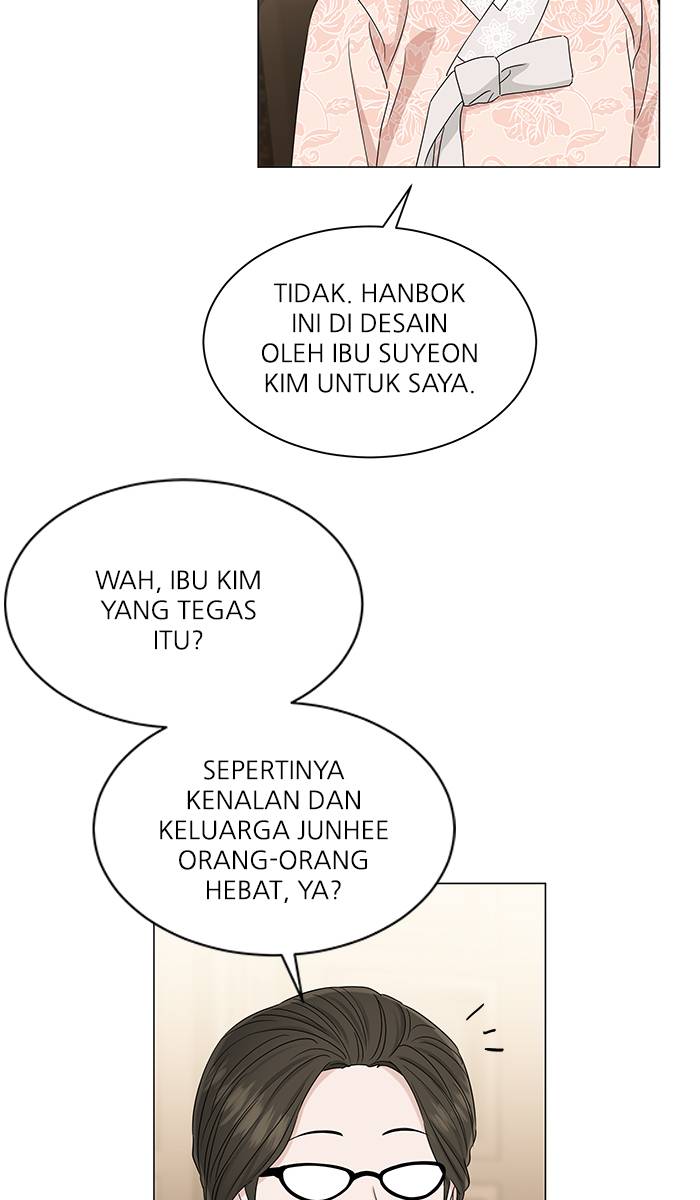 TIDAK. HANBOK
INI DI DESAIN
OLEH IBU SUYEON
KIM UNTUK SAYA.
WAH, IBU KIM
YANG TEGAS
ITU?
SEPERTINYA
KENALAN DAN
KELUARGA JUNHEE
ORANG-ORANG
HEBAT, YA?